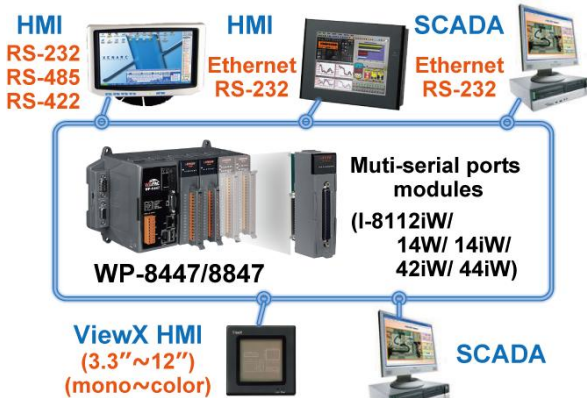 HMI
RS-232
RS-485
RS-422
HMI
Ethernet
RS-232
SCADA
Ethernet
RS-232
Muti-serial ports
modules
(I-8112iW/
14W/ 14iW/
42iW/ 44iW)
WP-8447/8847
ViewX HMI
(3.3”~12”)
(mono~color)
SCADA